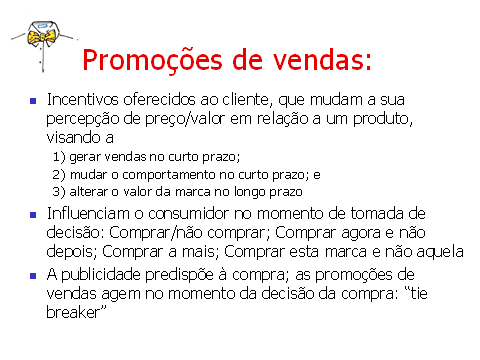 Promoções de vendas:
Incentivos oferecidos ao cliente, que mudam a sua
percepção de preço/valor em relação a um produto,
visando a
1) gerar vendas no curto prazo;
2) mudar o comportamento no curto prazo; e
3) alterar o valor da marca no longo prazo
Influenciam o consumidor no momento de tomada de
decisão: Comprar/não comprar; Comprar agora e não
depois; Comprar a mais; Comprar esta marca e não aquela
A publicidade predispõe à compra; as promoções de
vendas agem no momento da decisão da compra: “tie
breaker”